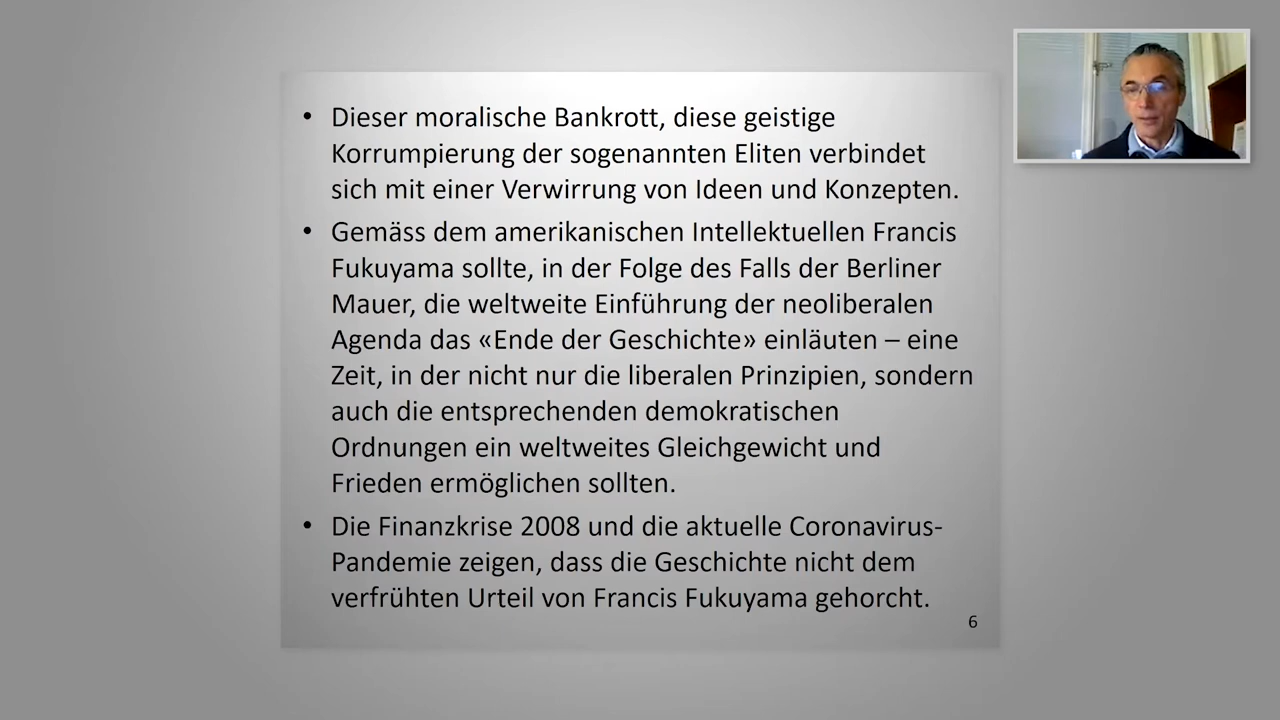 • Dieser moralische Bankrott, diese geistige
Korrumpierung der sogenannten Eliten verbindet
sich mit einer Verwirrung von Ideen und Konzepten.
• Gemäss dem amerikanischen Intellektuellen Francis
Fukuyama sollte, in der Folge des Falls der Berliner
Mauer, die weltweite Einführung der neoliberalen
Agenda das «Ende der Geschichte» einläuten – eine
Zeit, in der nicht nur die liberalen Prinzipien, sondern
auch die entsprechenden demokratischen
Ordnungen ein weltweites Gleichgewicht und
Frieden ermöglichen sollten.
• Die Finanzkrise 2008 und die aktuelle Coronavirus-
Pandemie zeigen, dass die Geschichte nicht dem
verfrühten Urteil von Francis Fukuyama gehorcht.
6